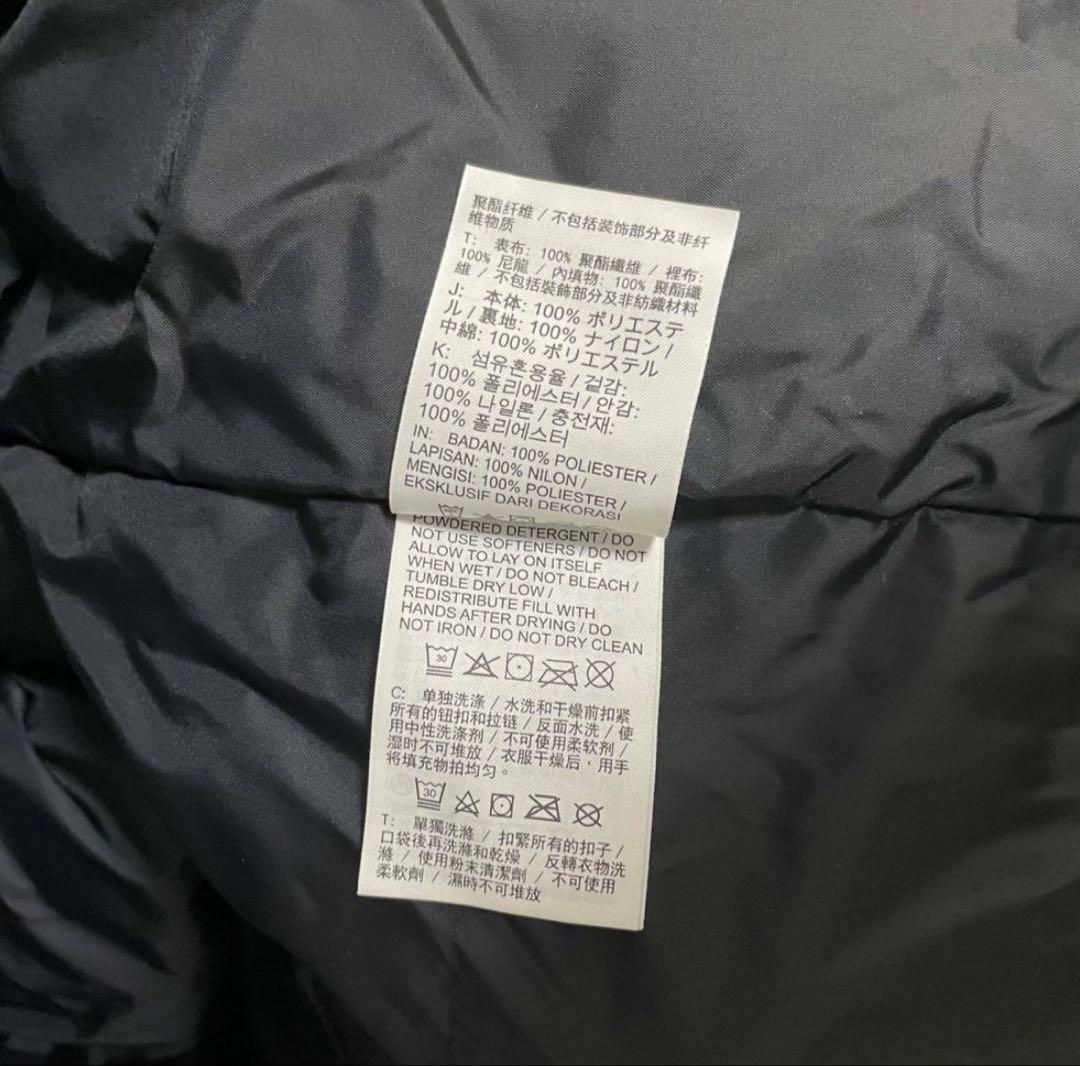 聚酯纤维 / 不包括装饰部分及非纤
维物质
T: 表布: 100% 聚酯纖維 / 裡布:
100% 尼龍 / 內填物: 100% 聚酯纖
維 / 不包括裝飾部分及非紡織材料
J: 本体: 100% ポリエステ
ル / 裏地: 100% ナイロン /
中綿: 100% ポリエステル
K: 섬유혼용율 / 겉감:
100% 폴리에스터 / 안감:
100% 나일론 / 충전재:
100% 폴리에스터
IN: BADAN: 100% POLIESTER /
LAPISAN: 100% NILON /
MENGISI: 100% POLIESTER /
EKSKLUSIF DARI DEKORASI
POWDERED DETERGENT / DO
NOT USE SOFTENERS / DO NOT
ALLOW TO LAY ON ITSELF
WHEN WET / DO NOT BLEACH /
TUMBLE DRY LOW /
REDISTRIBUTE FILL WITH
HANDS AFTER DRYING / DO
NOT IRON / DO NOT DRY CLEAN
30
C: 单独洗涤 / 水洗和干燥前扣紧
所有的钮扣和拉链 / 反面水洗 / 使
用中性洗涤剂 / 不可使用柔软剂 /
湿时不可堆放 / 衣服干燥后，用手
将填充物拍均匀。
30
T: 單獨洗滌 / 扣緊所有的扣子 /
口袋後再洗滌和乾燥 / 反轉衣物洗
滌 / 使用粉末清潔劑 / 不可使用
柔軟劑 / 濕時不可堆放